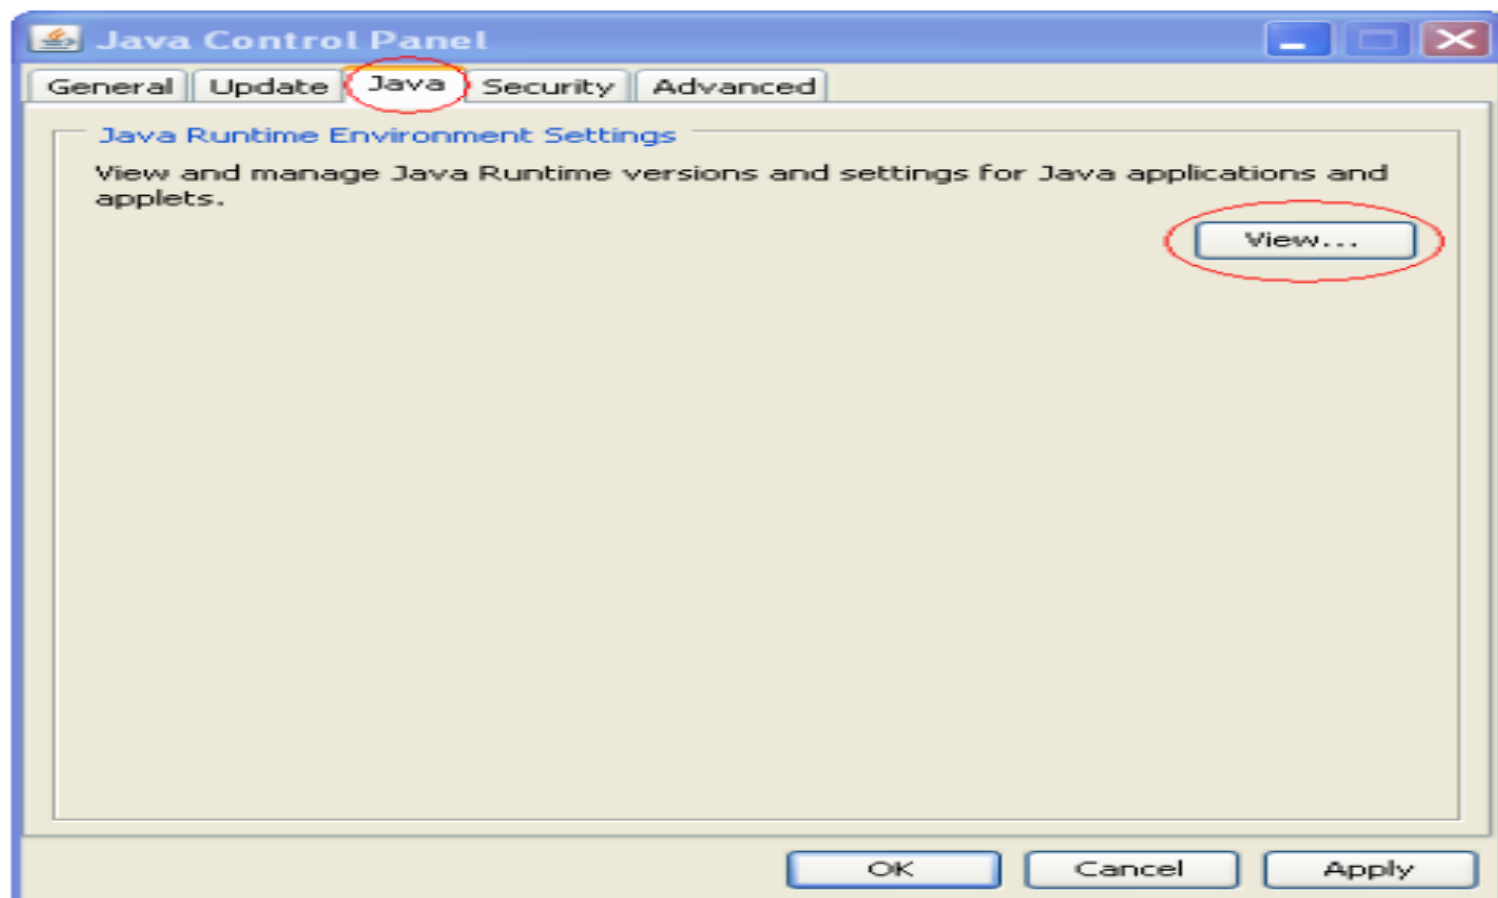 Java Control Panel
General Update Java Security Advanced
Java Runtime Environment Settings
View and manage Java Runtime versions and settings for Java applications and
applets.
View...
OK Cancel Apply